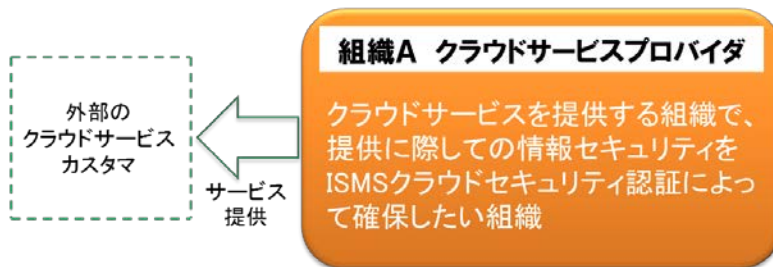 外部の
クラウドサービス
カスタマ
サービス
提供
組織A クラウドサービスプロバイダ
クラウドサービスを提供する組織で、
提供に際しての情報セキュリティを
ISMSクラウドセキュリティ認証によっ
て確保したい組織